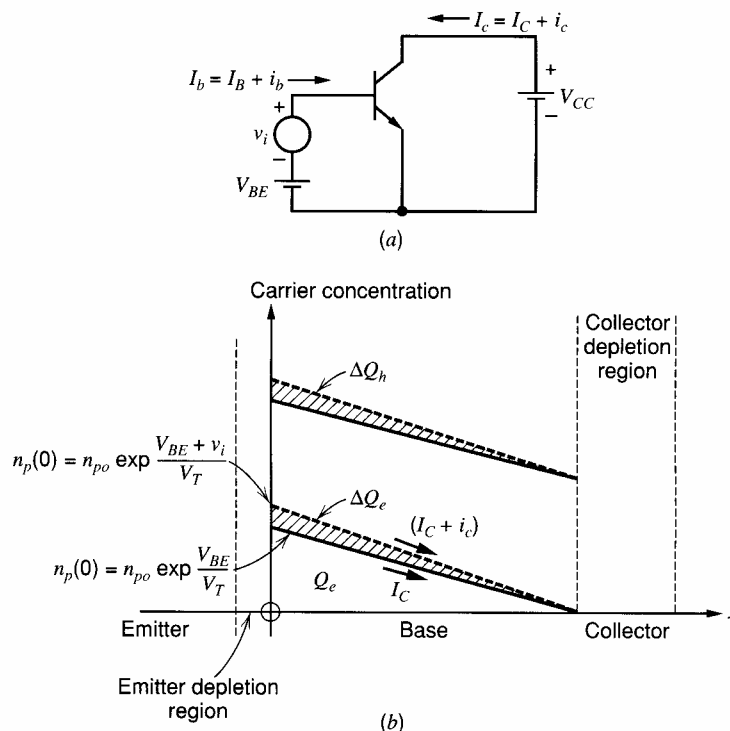 I_c = I_C + i_c
I_b = I_B + i_b
+
v_i
−
V_BE
+
V_CC
−
(a)
Carrier concentration
Collector
depletion
region
ΔQ_h
n_p(0) = n_po exp (V_BE + v_i)/V_T
ΔQ_e
(I_C + i_c)
n_p(0) = n_po exp V_BE/V_T
Q_e
I_C
Emitter
Base
Collector
Emitter depletion
region
(b)